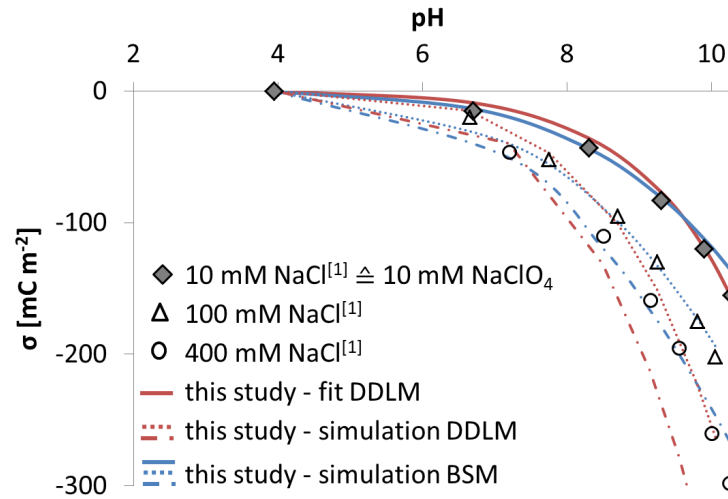 pH
2 4 6 8 10
0
-100
-200
-300
σ [mC m⁻²]
10 mM NaCl[1] ≙ 10 mM NaClO₄
100 mM NaCl[1]
400 mM NaCl[1]
this study - fit DDLM
this study - simulation DDLM
this study - simulation BSM